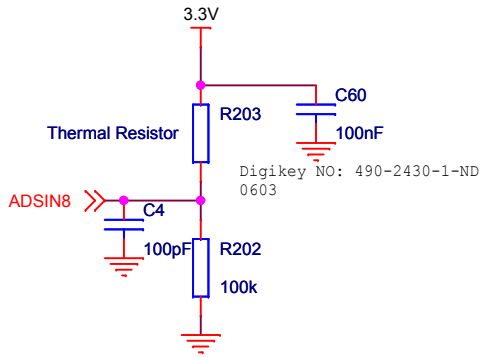 3.3V
C60
R203
100nF
Thermal Resistor
Digikey NO: 490-2430-1-ND
0603
ADSIN8
C4
100pF
R202
100k